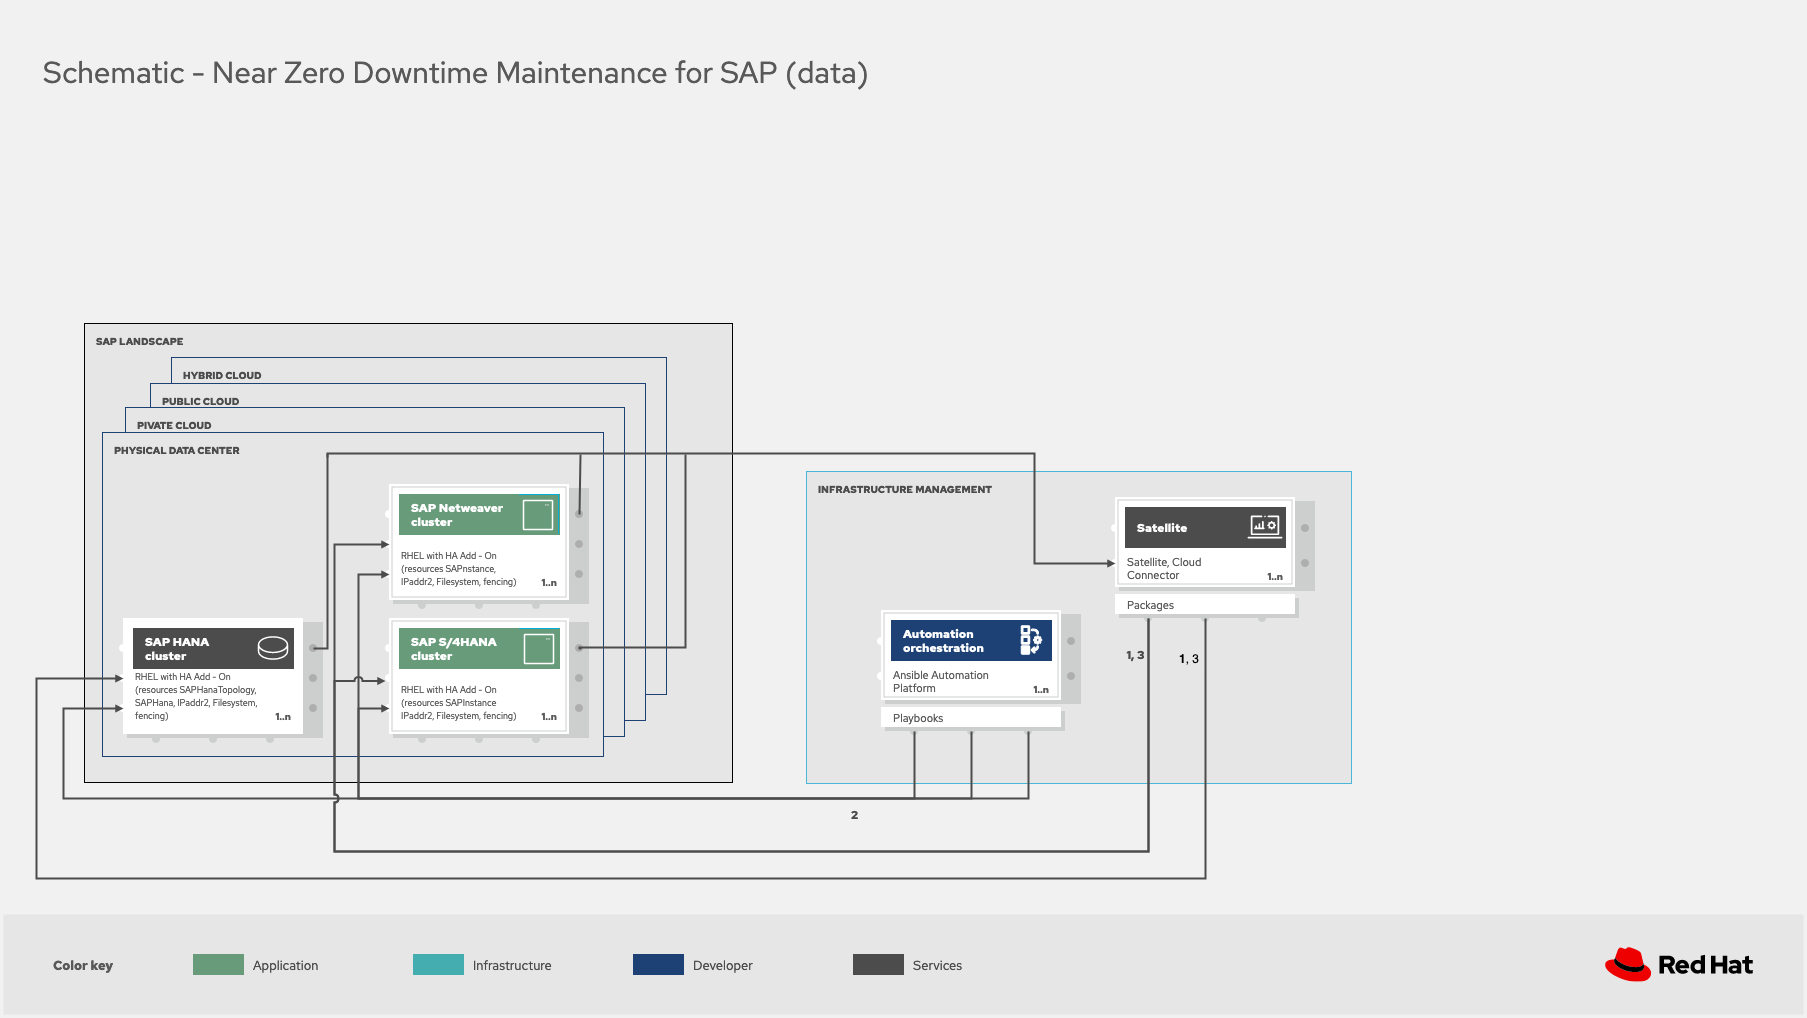 Schematic - Near Zero Downtime Maintenance for SAP (data)
SAP LANDSCAPE
HYBRID CLOUD
PUBLIC CLOUD
PIVATE CLOUD
PHYSICAL DATA CENTER
SAP Netweaver
cluster
RHEL with HA Add - On
(resources SAPnstance,
IPaddr2, Filesystem, fencing)
1..n
SAP HANA
cluster
RHEL with HA Add - On
(resources SAPHanaTopology,
SAPHana, IPaddr2, Filesystem,
fencing)
1..n
SAP S/4HANA
cluster
RHEL with HA Add - On
(resources SAPInstance
IPaddr2, Filesystem, fencing)
1..n
INFRASTRUCTURE MANAGEMENT
Satellite
Satellite, Cloud
Connector
1..n
Packages
Automation
orchestration
Ansible Automation
Platform
1..n
Playbooks
1, 3
1, 3
2
Color key
Application
Infrastructure
Developer
Services
Red Hat